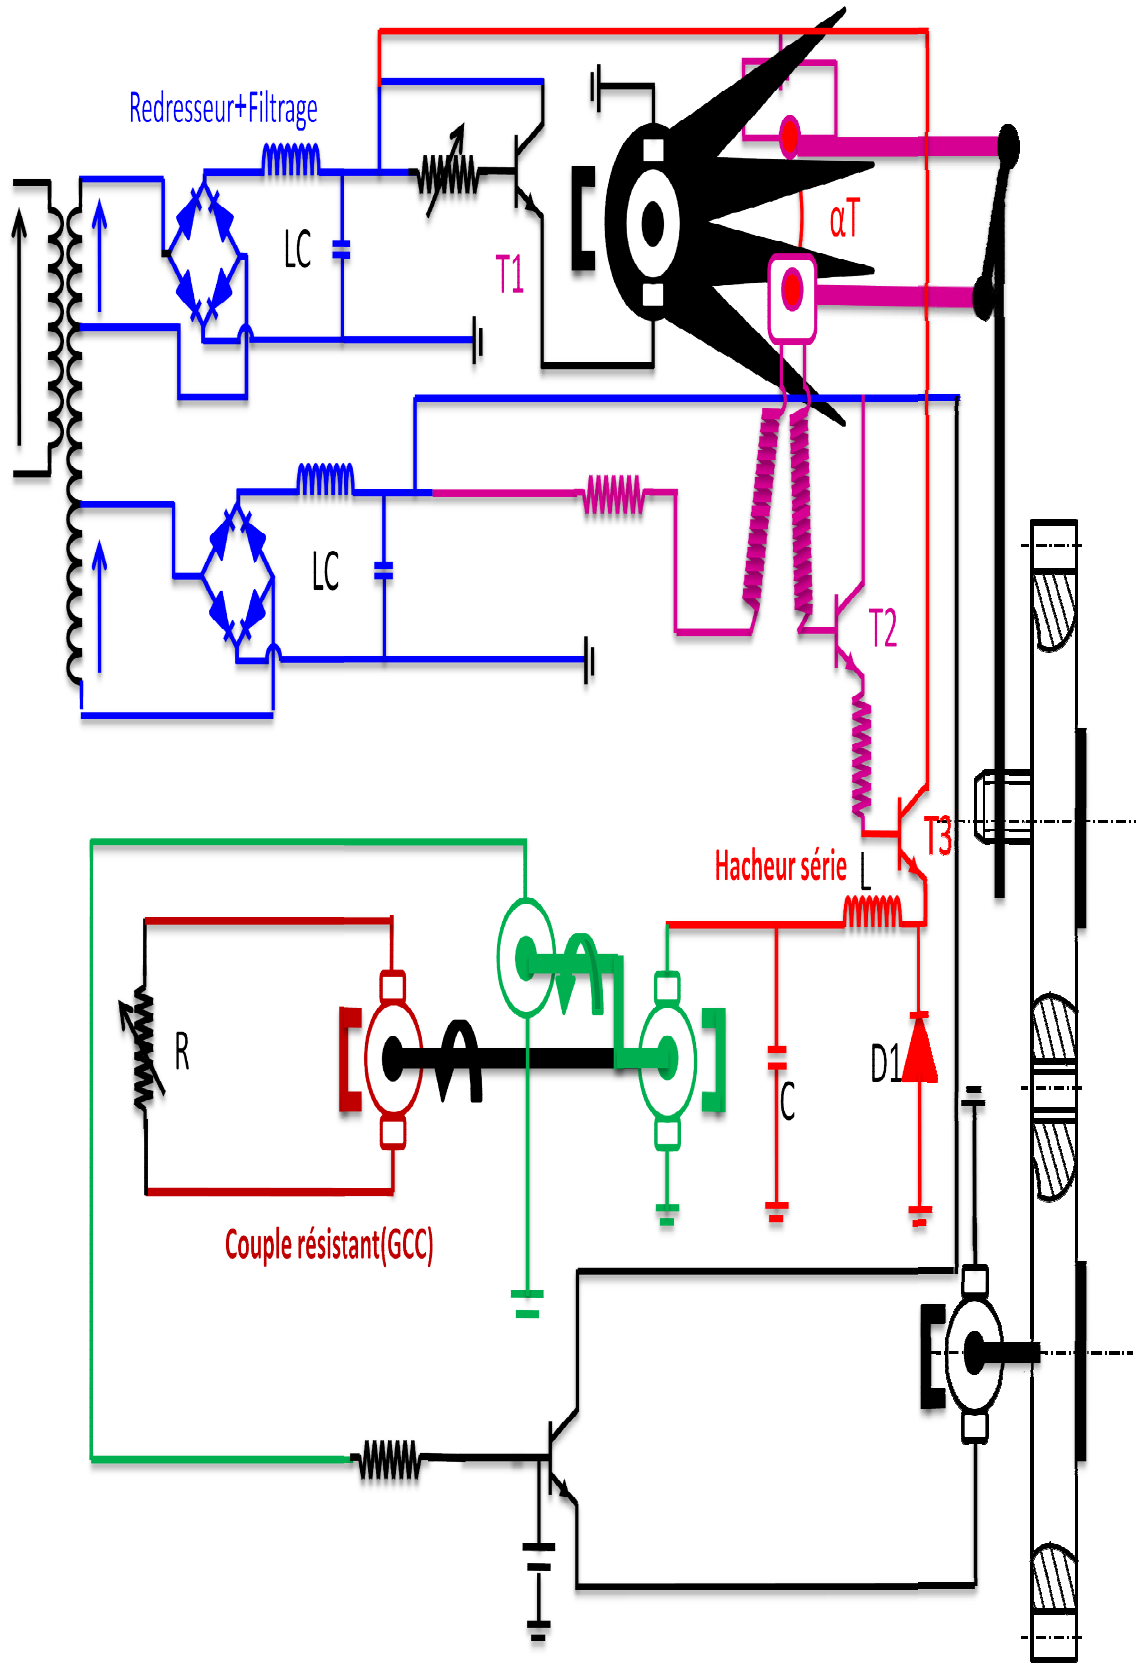 Redresseur+Filtrage
LC
T1
αT
LC
T2
T3
Hacheur série
L
R
D1
C
Couple résistant(GCC)